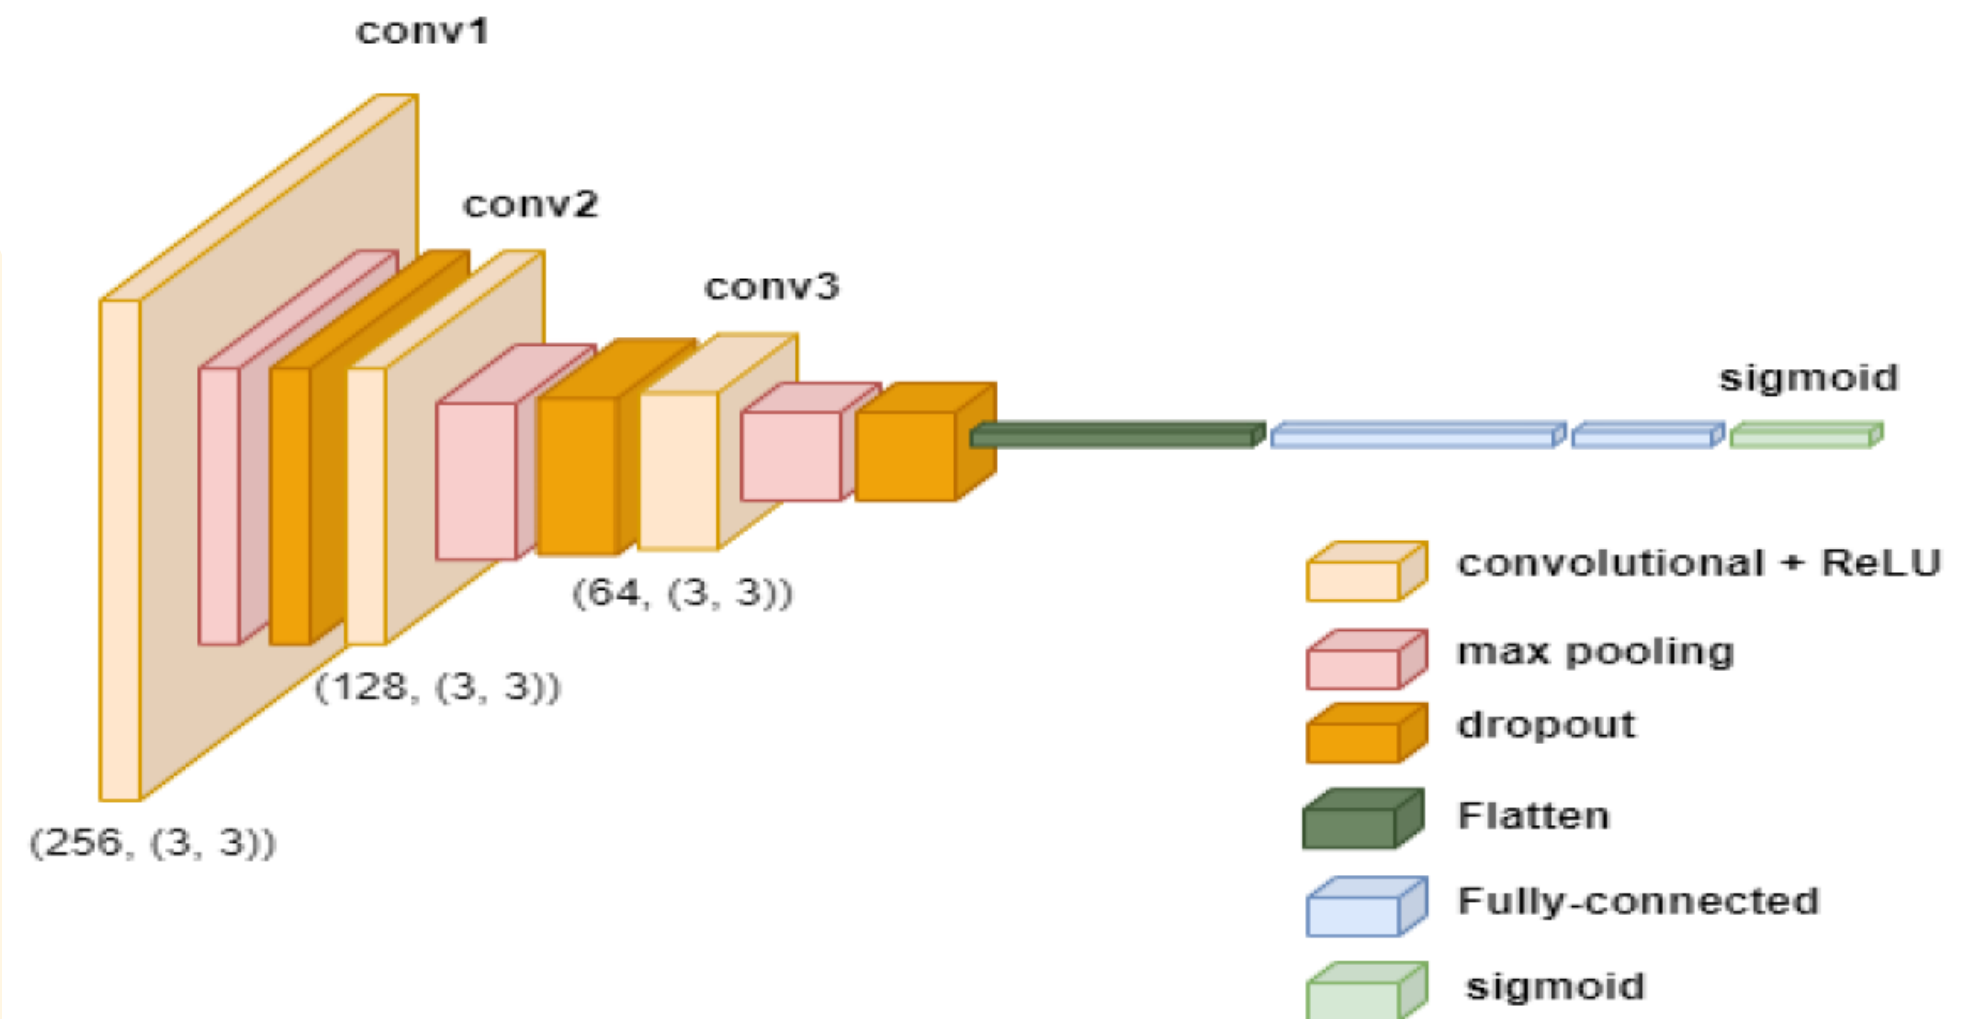 conv1
conv2
conv3
sigmoid
(64, (3, 3))
(128, (3, 3))
(256, (3, 3))
convolutional + ReLU
max pooling
dropout
Flatten
Fully-connected
sigmoid